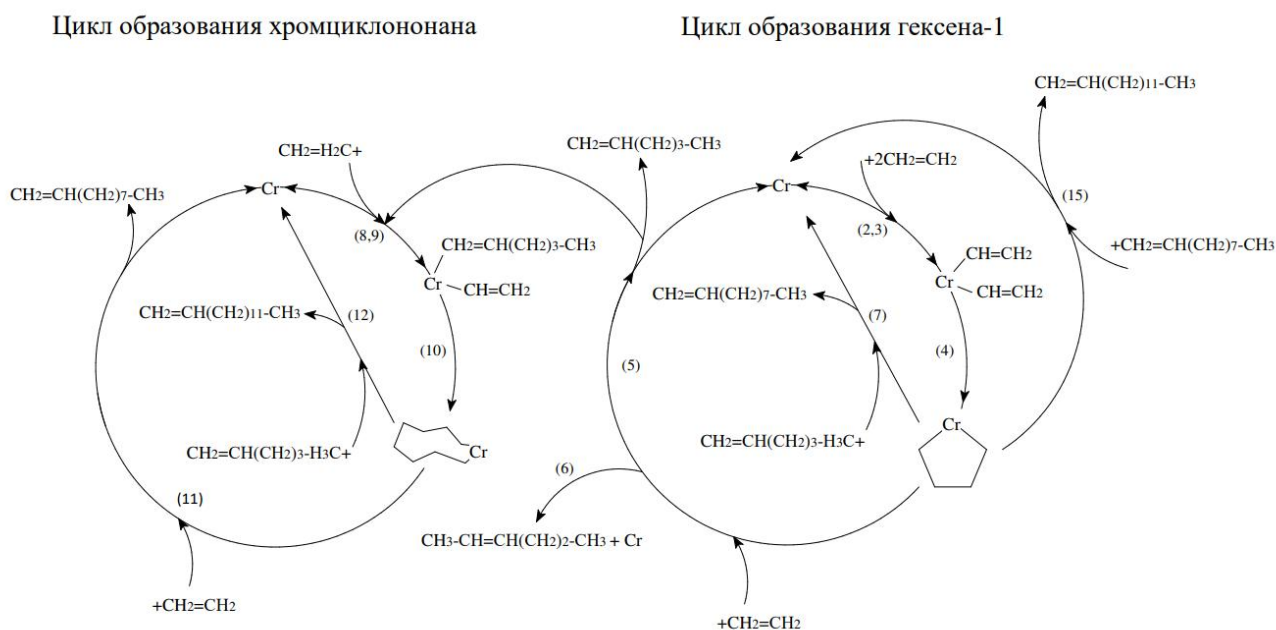 Цикл образования хромциклононана
Цикл образования гексена-1
CH2=CH(CH2)11-CH3
CH2=CH(CH2)3-CH3
CH2=H2C+
+2CH2=CH2
CH2=CH(CH2)7-CH3
Cr
Cr
(15)
(8,9)
(2,3)
CH2=CH(CH2)3-CH3
+CH2=CH(CH2)7-CH3
CH=CH2
Cr
CH=CH2
Cr
CH=CH2
CH2=CH(CH2)7-CH3
CH2=CH(CH2)11-CH3
(12)
(7)
(10)
(4)
(5)
Cr
CH2=CH(CH2)3-H3C+
CH2=CH(CH2)3-H3C+
Cr
(6)
(11)
CH3-CH=CH(CH2)2-CH3 + Cr
+CH2=CH2
+CH2=CH2